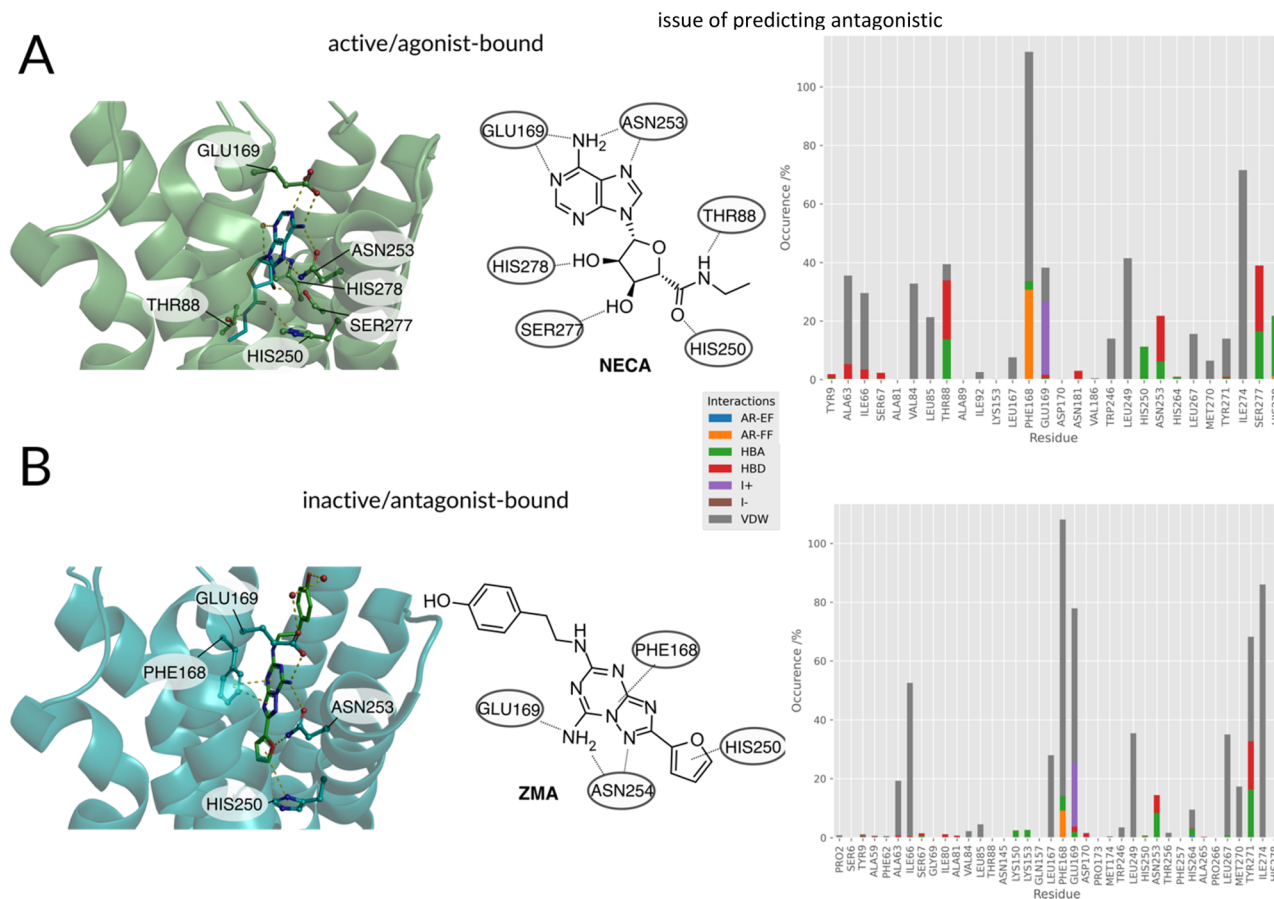 issue of predicting antagonistic
A
active/agonist-bound
GLU169
ASN253
HIS278
THR88
SER277
HIS250
GLU169
ASN253
NH2
N
N
N
N
THR88
O
H
N
HIS278
HO
HO
O
SER277
HIS250
NECA
Occurence /%
100
80
60
40
20
0
TYR9
ALA63
ILE66
SER67
ALA81
VAL84
LEU85
THR88
ALA89
ILE92
LYS153
LEU167
PHE168
GLU169
ASP170
ASN181
VAL186
TRP246
LEU249
HIS250
ASN253
HIS264
LEU267
MET270
TYR271
ILE274
SER277
Residue
Interactions
AR-EF
AR-FF
HBA
HBD
I+
I-
VDW
B
inactive/antagonist-bound
GLU169
PHE168
ASN253
HIS250
HO
NH
PHE168
N
N
N
N
N
N
GLU169
NH2
O
HIS250
ASN254
ZMA
Occurence /%
100
80
60
40
20
0
PRO2
SER6
TYR9
ALA59
PHE62
ALA63
ILE66
SER67
GLY69
ILE80
ALA81
VAL84
LEU85
THR88
ASN145
LYS150
LYS153
GLN157
LEU167
PHE168
GLU169
ASP170
PRO173
MET174
TRP246
LEU249
HIS250
ASN253
THR256
PHE257
HIS264
ALA265
PRO266
LEU267
MET270
TYR271
ILE274
Residue